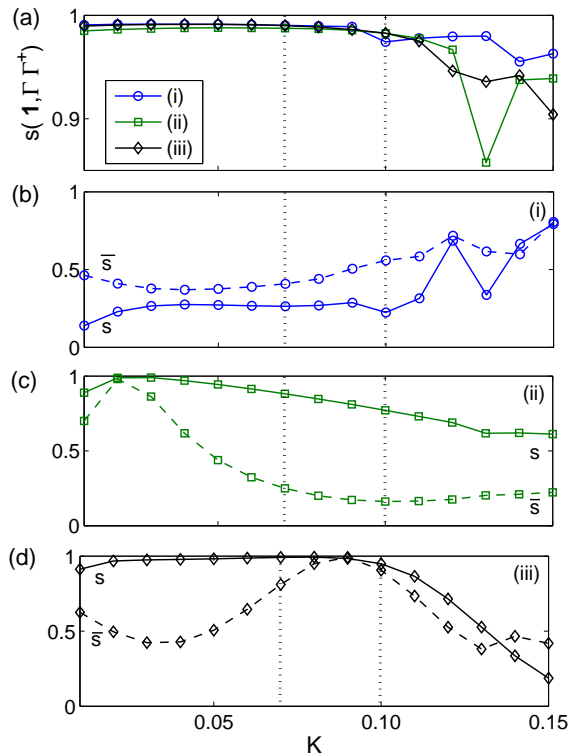 (a)
s(1, Γ Γ⁺)
1
0.9
(i)
(ii)
(iii)
(b)
1
0.5
0
s̅
s
(i)
(c)
1
0.5
0
(ii)
s
s̅
(d)
1
0.5
0
s
s̅
(iii)
0.05 0.10 0.15
K